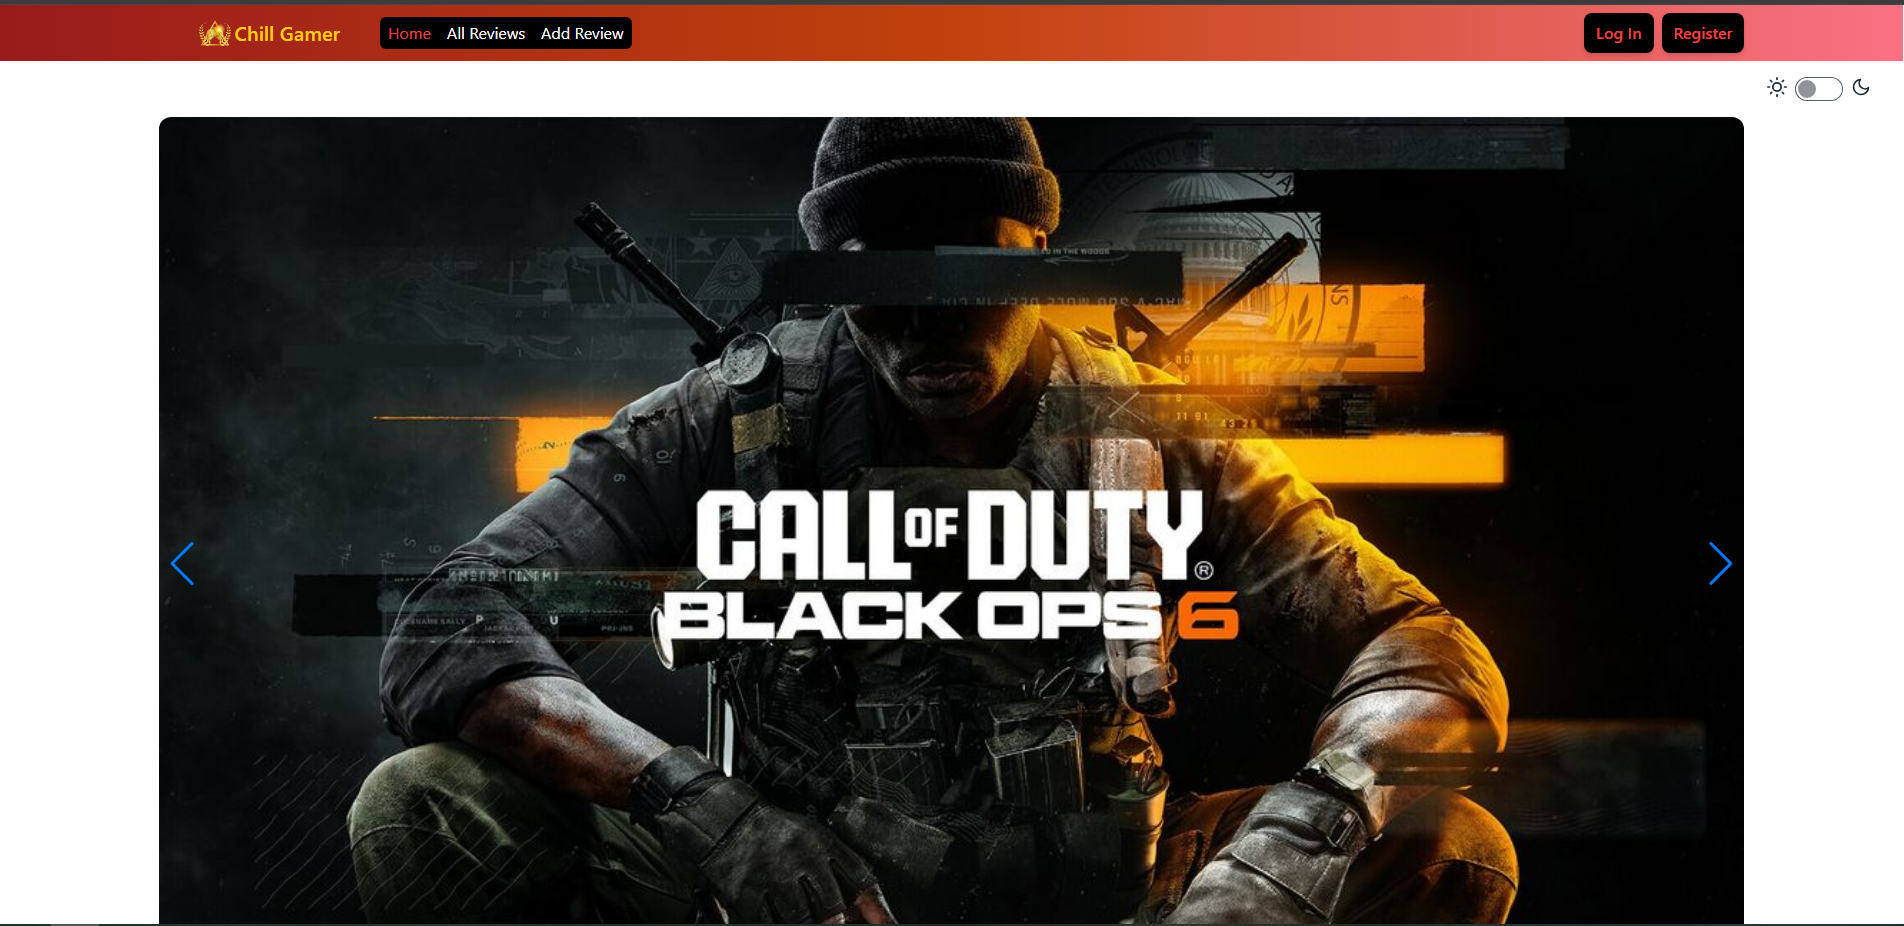 Chill Gamer
Home All Reviews Add Review
Log In Register
CALL OF DUTY®
BLACK OPS 6